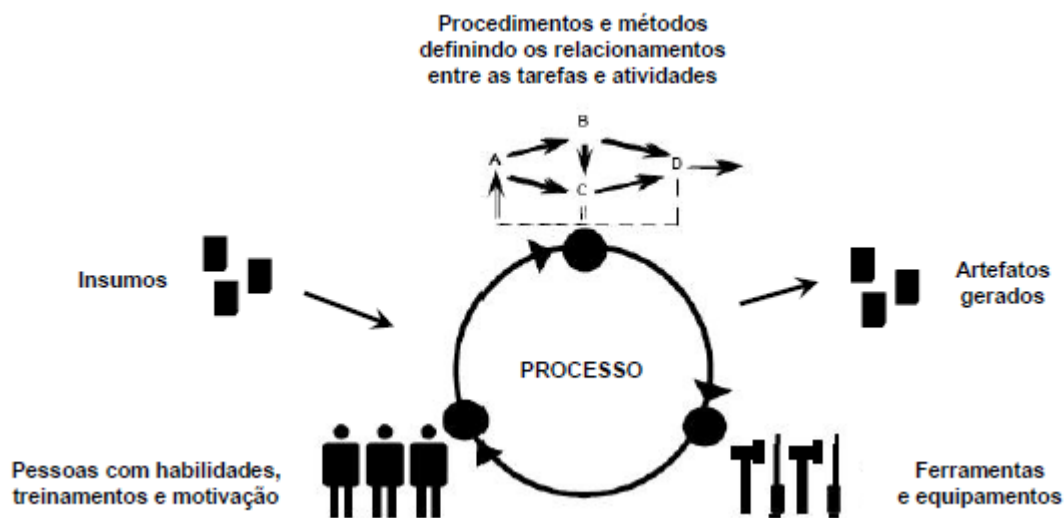 Procedimentos e métodos
definindo os relacionamentos
entre as tarefas e atividades
B
A
D
C
Insumos
Artefatos
gerados
PROCESSO
Pessoas com habilidades,
treinamentos e motivação
Ferramentas
e equipamentos